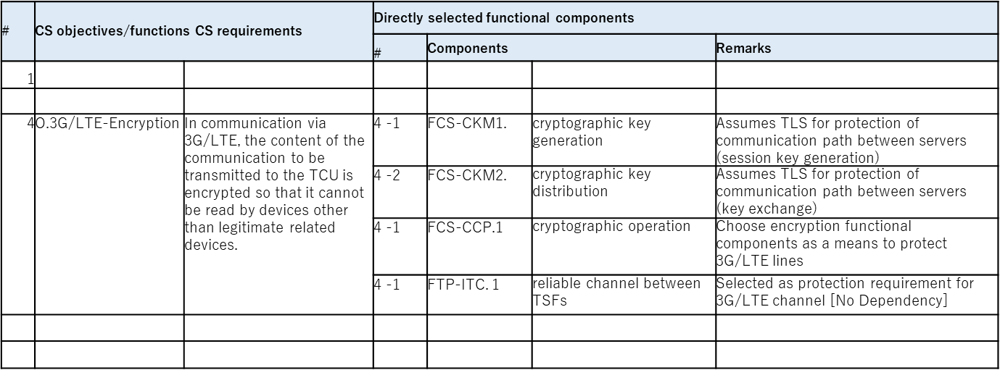 #
CS objectives/functions CS requirements
Directly selected functional components
#
Components
Remarks
1
4
O.3G/LTE-Encryption
In communication via
3G/LTE, the content of the
communication to be
transmitted to the TCU is
encrypted so that it cannot
be read by devices other
than legitimate related
devices.
4 -1
FCS-CKM1.
cryptographic key
generation
Assumes TLS for protection of
communication path between servers
(session key generation)
4 -2
FCS-CKM2.
cryptographic key
distribution
Assumes TLS for protection of
communication path between servers
(key exchange)
4 -1
FCS-CCP.1
cryptographic operation
Choose encryption functional
components as a means to protect
3G/LTE lines
4 -1
FTP-ITC. 1
reliable channel between
TSFs
Selected as protection requirement for
3G/LTE channel [No Dependency]